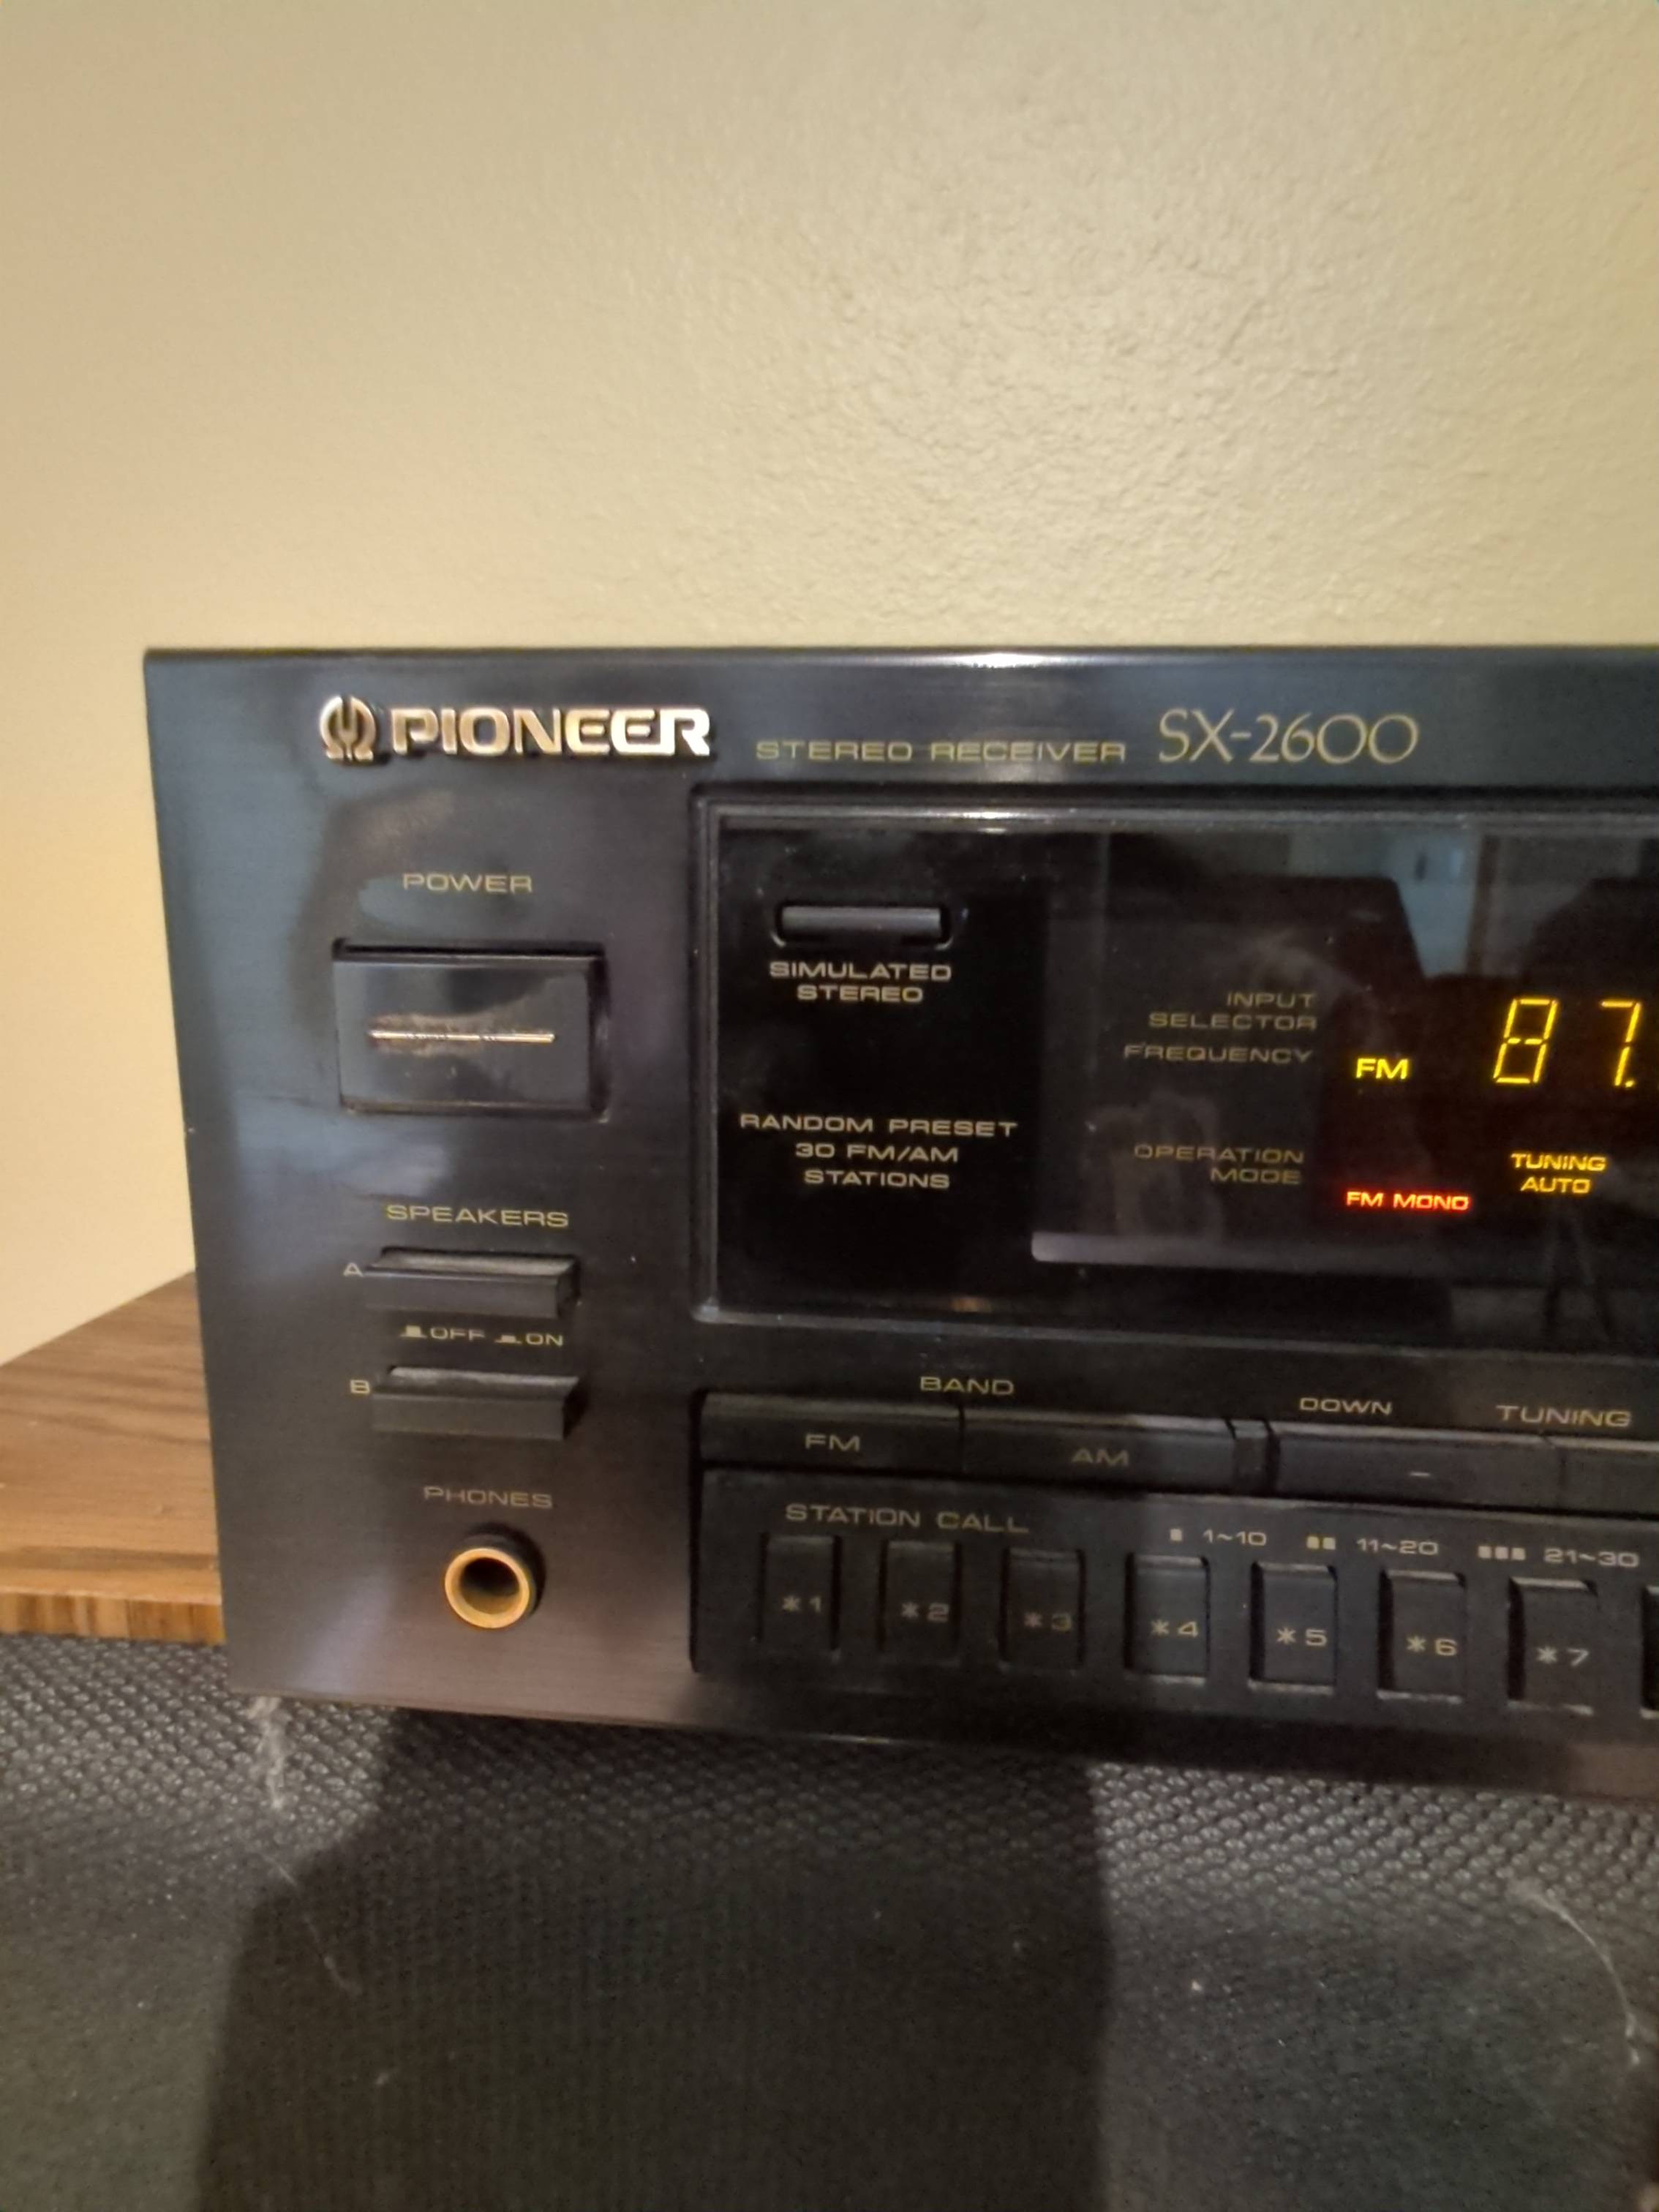 PIONEER STEREO RECEIVER SX-2600
POWER
SIMULATED
STEREO
RANDOM PRESET
30 FM/AM
STATIONS
INPUT
SELECTOR
FREQUENCY
FM 87.
OPERATION
MODE
FM MONO
TUNING
AUTO
SPEAKERS
A
OFF ON
B
PHONES
BAND
FM AM
DOWN TUNING
–
STATION CALL 1~10 11~20 21~30
*1 *2 *3 *4 *5 *6 *7